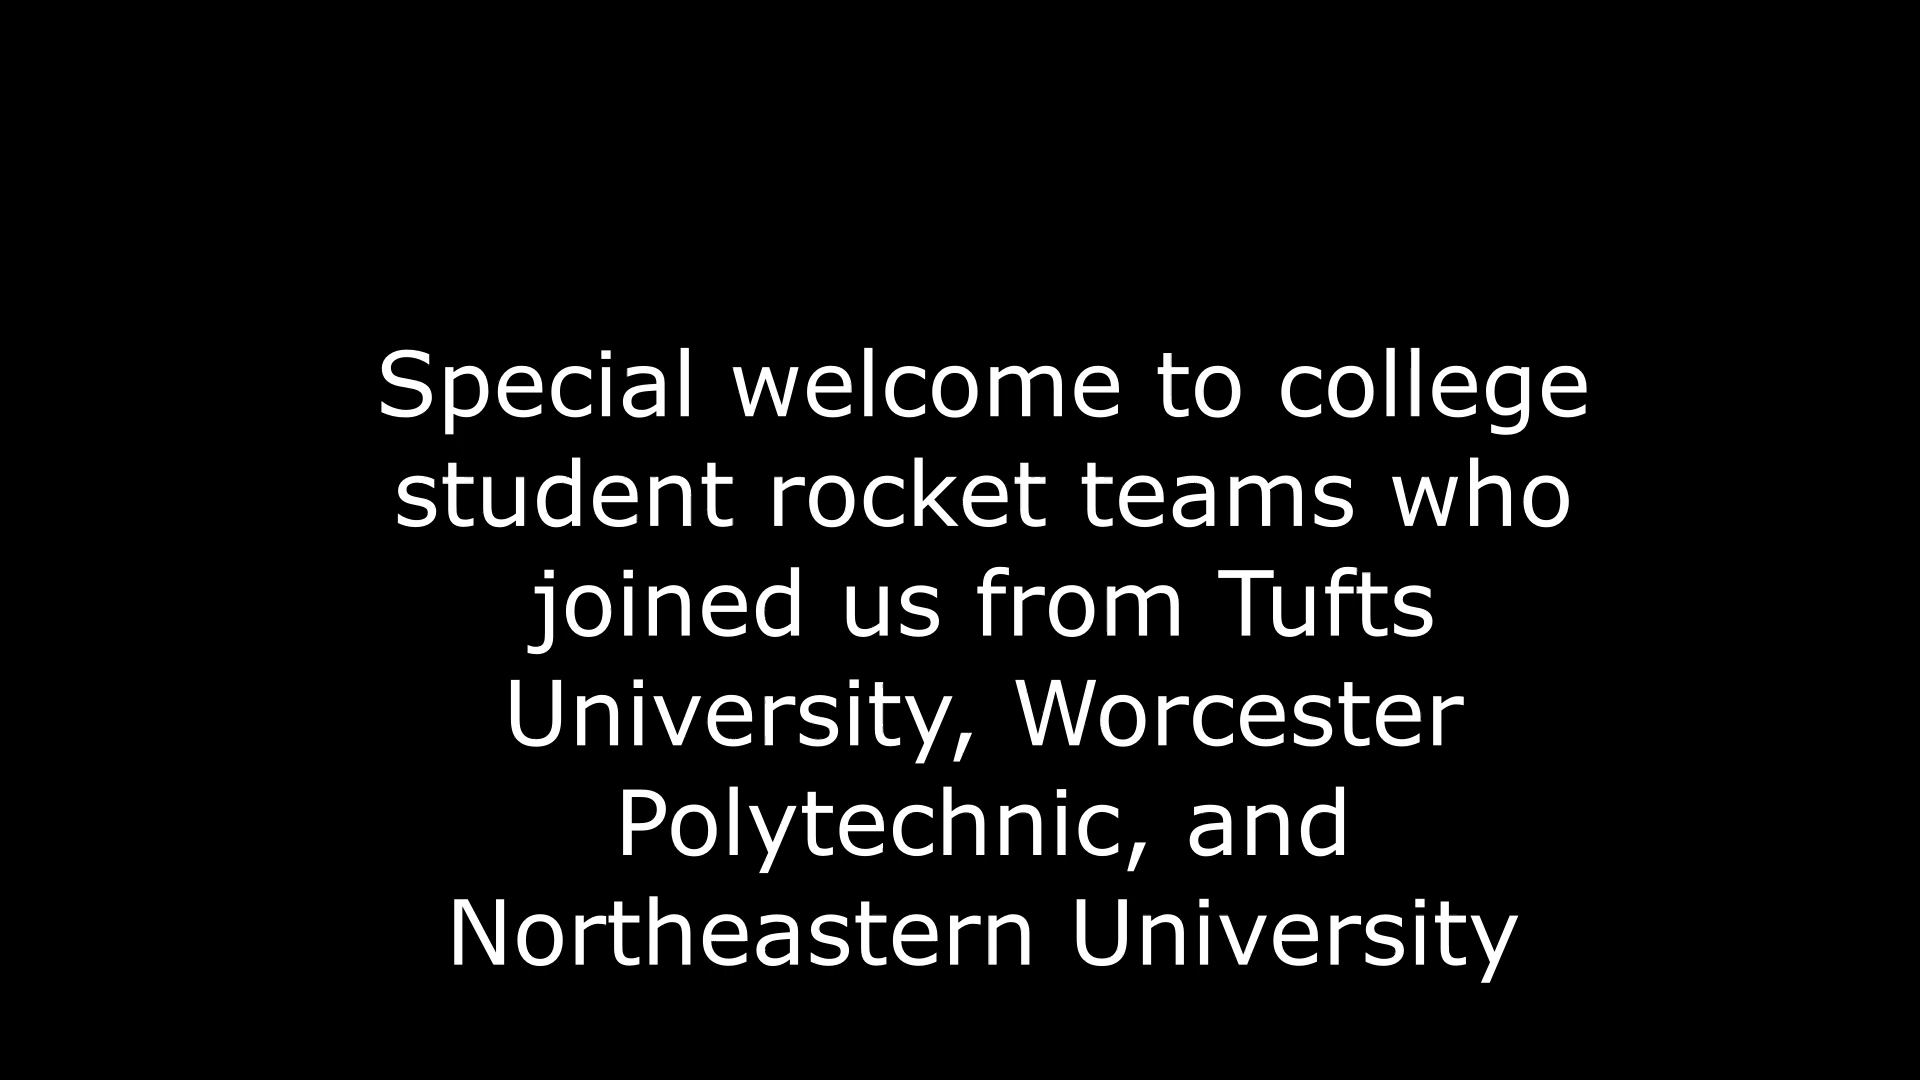 Special welcome to college
student rocket teams who
joined us from Tufts
University, Worcester
Polytechnic, and
Northeastern University